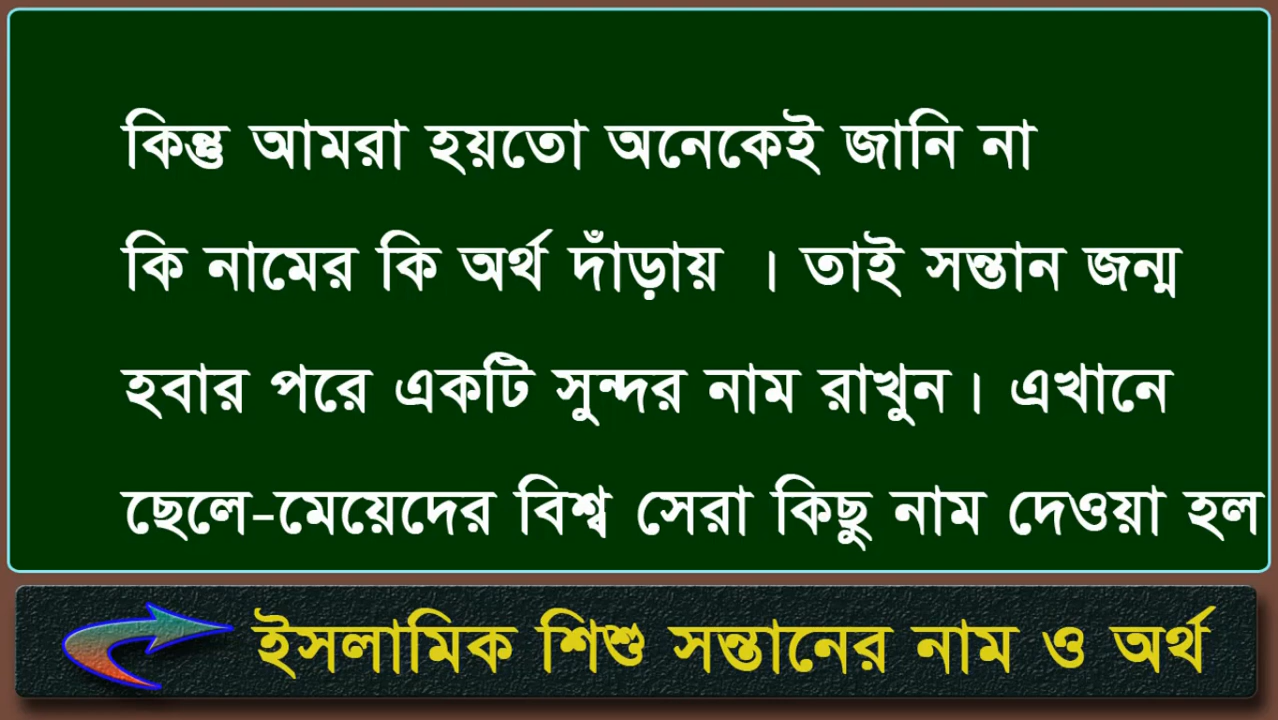 কিন্তু আমরা হয়তো অনেকেই জানি না
কি নামের কি অর্থ দাঁড়ায় । তাই সন্তান জন্ম
হবার পরে একটি সুন্দর নাম রাখুন। এখানে
ছেলে-মেয়েদের বিশ্ব সেরা কিছু নাম দেওয়া হল
ইসলামিক শিশু সন্তানের নাম ও অর্থ